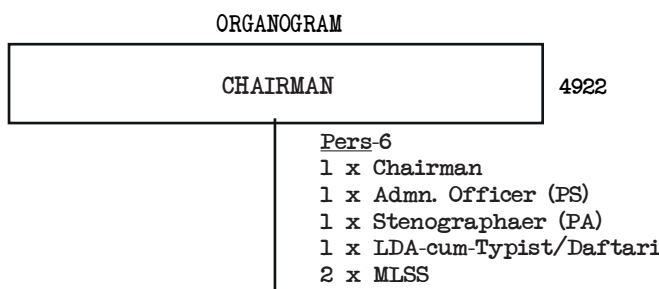 ORGANOGRAM
CHAIRMAN 4922
Pers-6
1 x Chairman
1 x Admn. Officer (PS)
1 x Stenographaer (PA)
1 x LDA-cum-Typist/Daftari
2 x MLSS